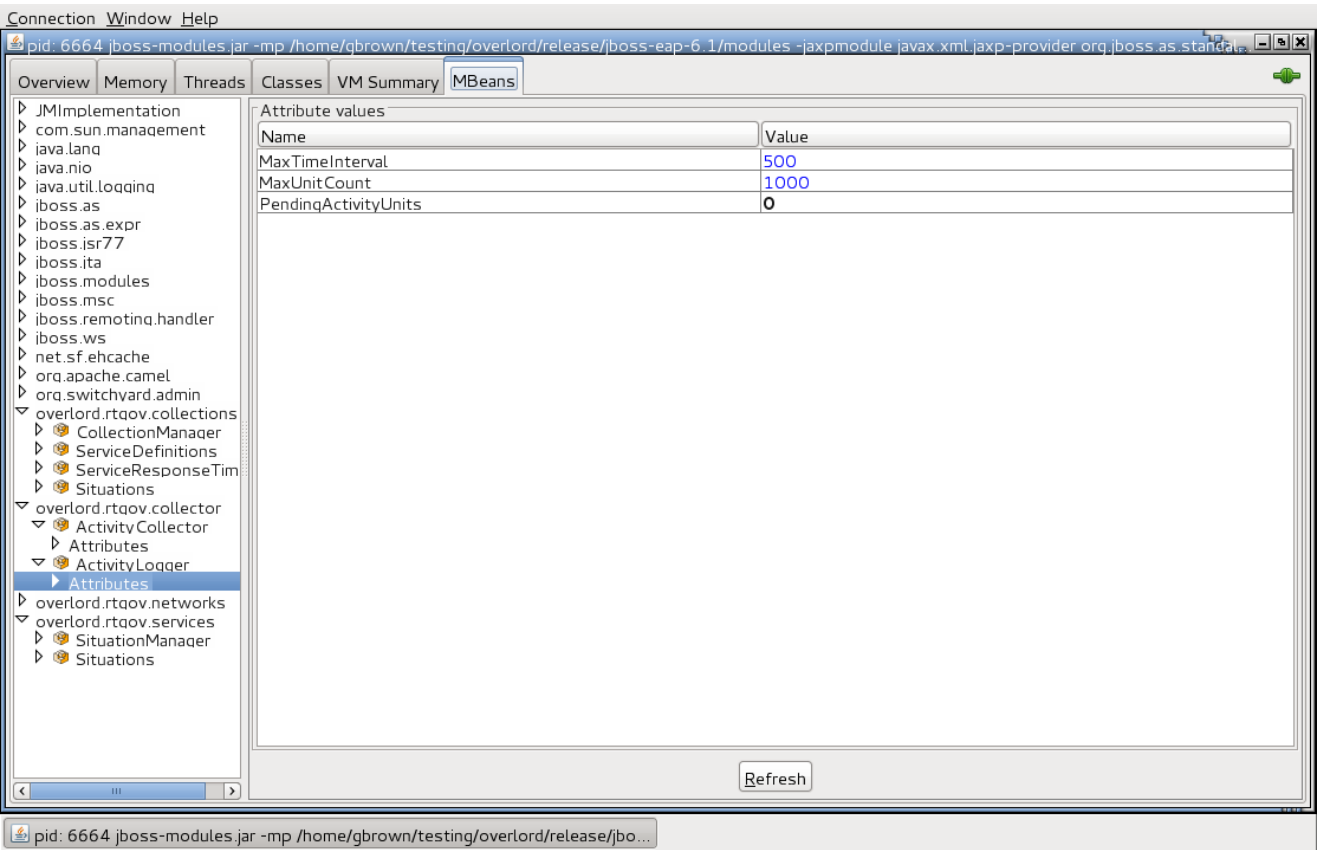 Connection Window Help
pid: 6664 jboss-modules.jar -mp /home/gbrown/testing/overlord/release/jboss-eap-6.1/modules -jaxpmodule javax.xml.jaxp-provider org.jboss.as.standal...
Overview Memory Threads Classes VM Summary MBeans
JMImplementation
com.sun.management
java.lang
java.nio
java.util.logging
jboss.as
jboss.as.expr
jboss.jsr77
jboss.jta
jboss.modules
jboss.msc
jboss.remoting.handler
jboss.ws
net.sf.ehcache
org.apache.camel
org.switchyard.admin
overlord.rtgov.collections
CollectionManager
ServiceDefinitions
ServiceResponseTim
Situations
overlord.rtgov.collector
ActivityCollector
Attributes
ActivityLogger
Attributes
overlord.rtgov.networks
overlord.rtgov.services
SituationManager
Situations
Attribute values
Name Value
MaxTimeInterval 500
MaxUnitCount 1000
PendingActivityUnits 0
Refresh
pid: 6664 jboss-modules.jar -mp /home/gbrown/testing/overlord/release/jbo...